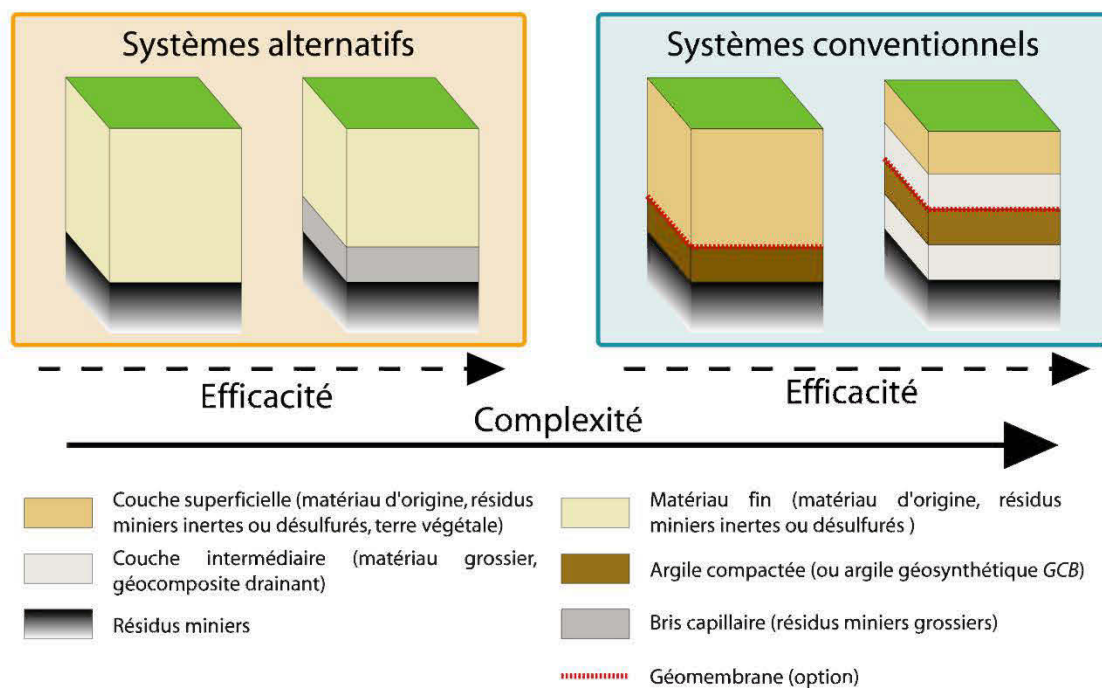 Systèmes alternatifs
Systèmes conventionnels
Efficacité
Efficacité
Complexité
Couche superficielle (matériau d'origine, résidus
miniers inertes ou désulfurés, terre végétale)
Couche intermédiaire (matériau grossier,
géocomposite drainant)
Résidus miniers
Matériau fin (matériau d'origine, résidus
miniers inertes ou désulfurés )
Argile compactée (ou argile géosynthétique GCB)
Bris capillaire (résidus miniers grossiers)
Géomembrane (option)